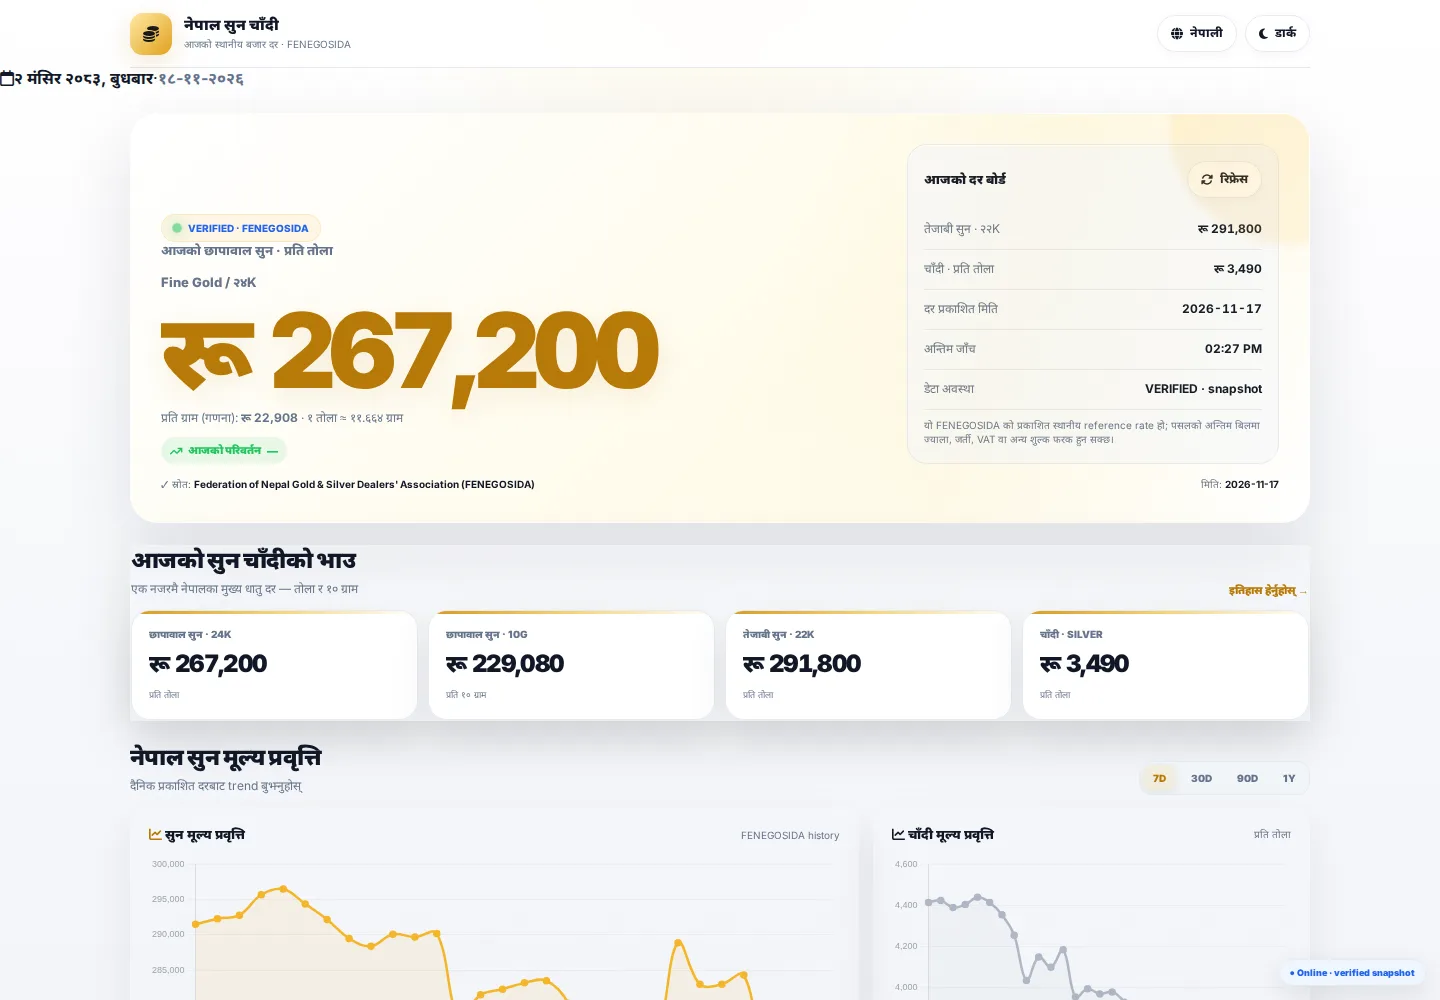 नेपाल सुन चाँदी
आजको स्थानीय बजार दर · FENEGOSIDA
नेपाली
डार्क
२ मंसिर २०८३, बुधबार·१८-११-२०२६
VERIFIED · FENEGOSIDA
आजको छापावाल सुन · प्रति तोला
Fine Gold / २४K
रू 267,200
प्रति ग्राम (गणना): रू 22,908 · १ तोला ≈ ११.६६४ ग्राम
आजको परिवर्तन —
✓ स्रोत: Federation of Nepal Gold & Silver Dealers' Association (FENEGOSIDA)
आजको दर बोर्ड
रिफ्रेस
तेजाबी सुन · २२K रू 291,800
चाँदी · प्रति तोला रू 3,490
दर प्रकाशित मिति 2026-11-17
अन्तिम जाँच 02:27 PM
डेटा अवस्था VERIFIED · snapshot
यो FENEGOSIDA को प्रकाशित स्थानीय reference rate हो; पसलको अन्तिम बिलमा
ज्याला, जर्ती, VAT वा अन्य शुल्क फरक हुन सक्छ।
मिति: 2026-11-17
आजको सुन चाँदीको भाउ
एक नजरमै नेपालका मुख्य धातु दर — तोला र १० ग्राम
इतिहास हेर्नुहोस् →
छापावाल सुन · 24K
रू 267,200
प्रति तोला
छापावाल सुन · 10G
रू 229,080
प्रति १० ग्राम
तेजाबी सुन · 22K
रू 291,800
प्रति तोला
चाँदी · SILVER
रू 3,490
प्रति तोला
नेपाल सुन मूल्य प्रवृत्ति
दैनिक प्रकाशित दरबाट trend बुझ्नुहोस्
7D 30D 90D 1Y
सुन मूल्य प्रवृत्ति
FENEGOSIDA history
300,000
295,000
290,000
285,000
चाँदी मूल्य प्रवृत्ति
प्रति तोला
4,600
4,400
4,200
4,000
• Online · verified snapshot